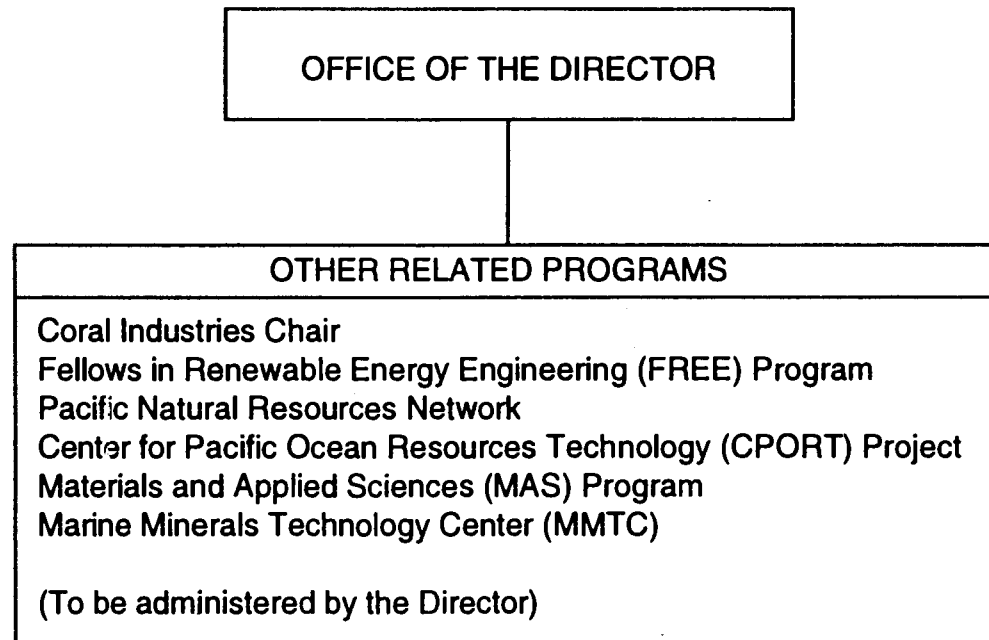 OFFICE OF THE DIRECTOR
OTHER RELATED PROGRAMS
Coral Industries Chair
Fellows in Renewable Energy Engineering (FREE) Program
Pacific Natural Resources Network
Center for Pacific Ocean Resources Technology (CPORT) Project
Materials and Applied Sciences (MAS) Program
Marine Minerals Technology Center (MMTC)
(To be administered by the Director)